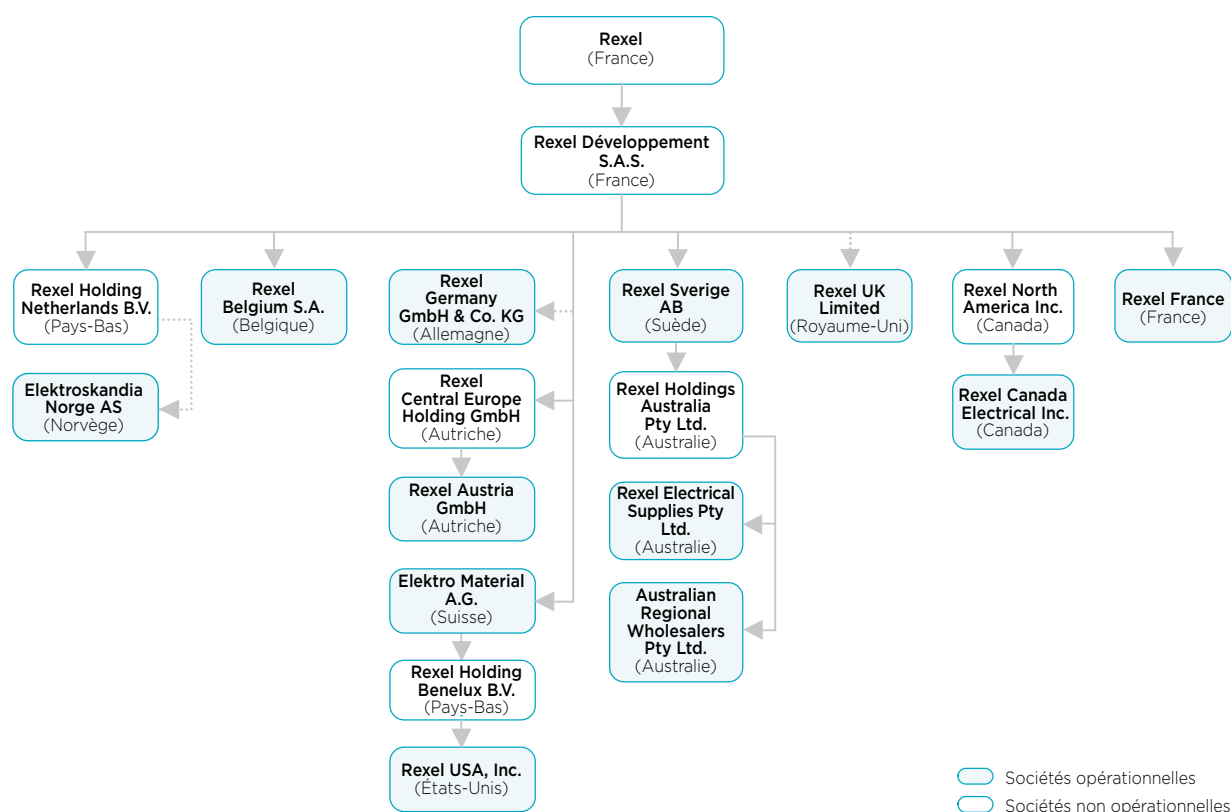 Rexel
(France)
Rexel Développement
S.A.S.
(France)
Rexel Holding
Netherlands B.V.
(Pays-Bas)
Elektroskandia
Norge AS
(Norvège)
Rexel
Belgium S.A.
(Belgique)
Rexel
Germany
GmbH & Co. KG
(Allemagne)
Rexel
Central Europe
Holding GmbH
(Autriche)
Rexel Austria
GmbH
(Autriche)
Elektro Material
A.G.
(Suisse)
Rexel Holding
Benelux B.V.
(Pays-Bas)
Rexel USA, Inc.
(États-Unis)
Rexel Sverige
AB
(Suède)
Rexel Holdings
Australia
Pty Ltd.
(Australie)
Rexel Electrical
Supplies Pty
Ltd.
(Australie)
Australian
Regional
Wholesalers
Pty Ltd.
(Australie)
Rexel UK
Limited
(Royaume-Uni)
Rexel North
America Inc.
(Canada)
Rexel Canada
Electrical Inc.
(Canada)
Rexel France
(France)
Sociétés opérationnelles
Sociétés non opérationnelles